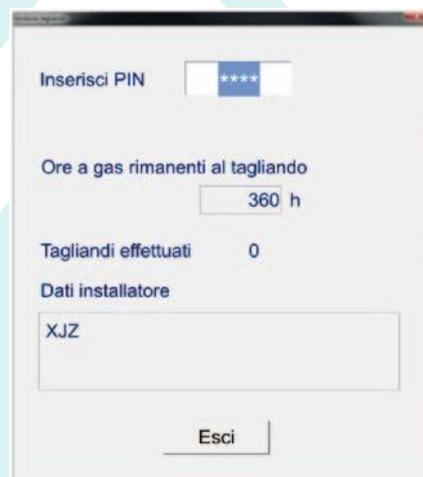 Inserisci PIN ****
Ore a gas rimanenti al tagliando
360 h
Tagliandi effettuati 0
Dati installatore
XJZ
Esci